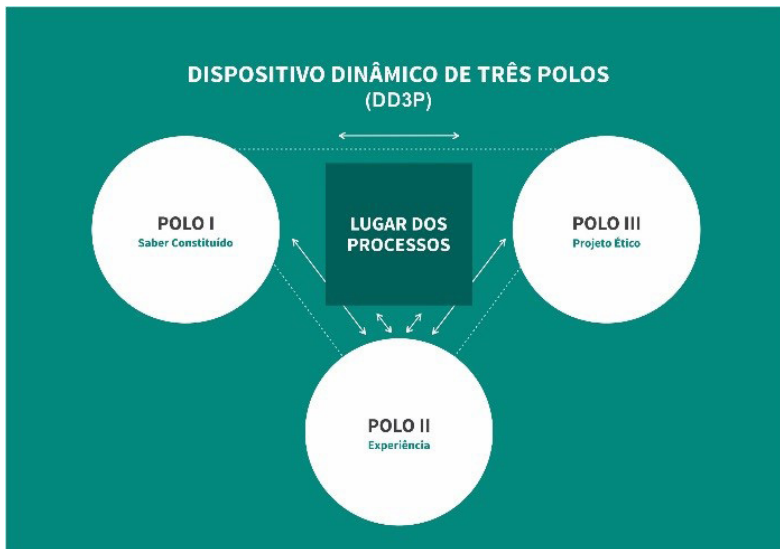 DISPOSITIVO DINÂMICO DE TRÊS POLOS
(DD3P)
POLO I
Saber Constituído
LUGAR DOS
PROCESSOS
POLO III
Projeto Ético
POLO II
Experiência